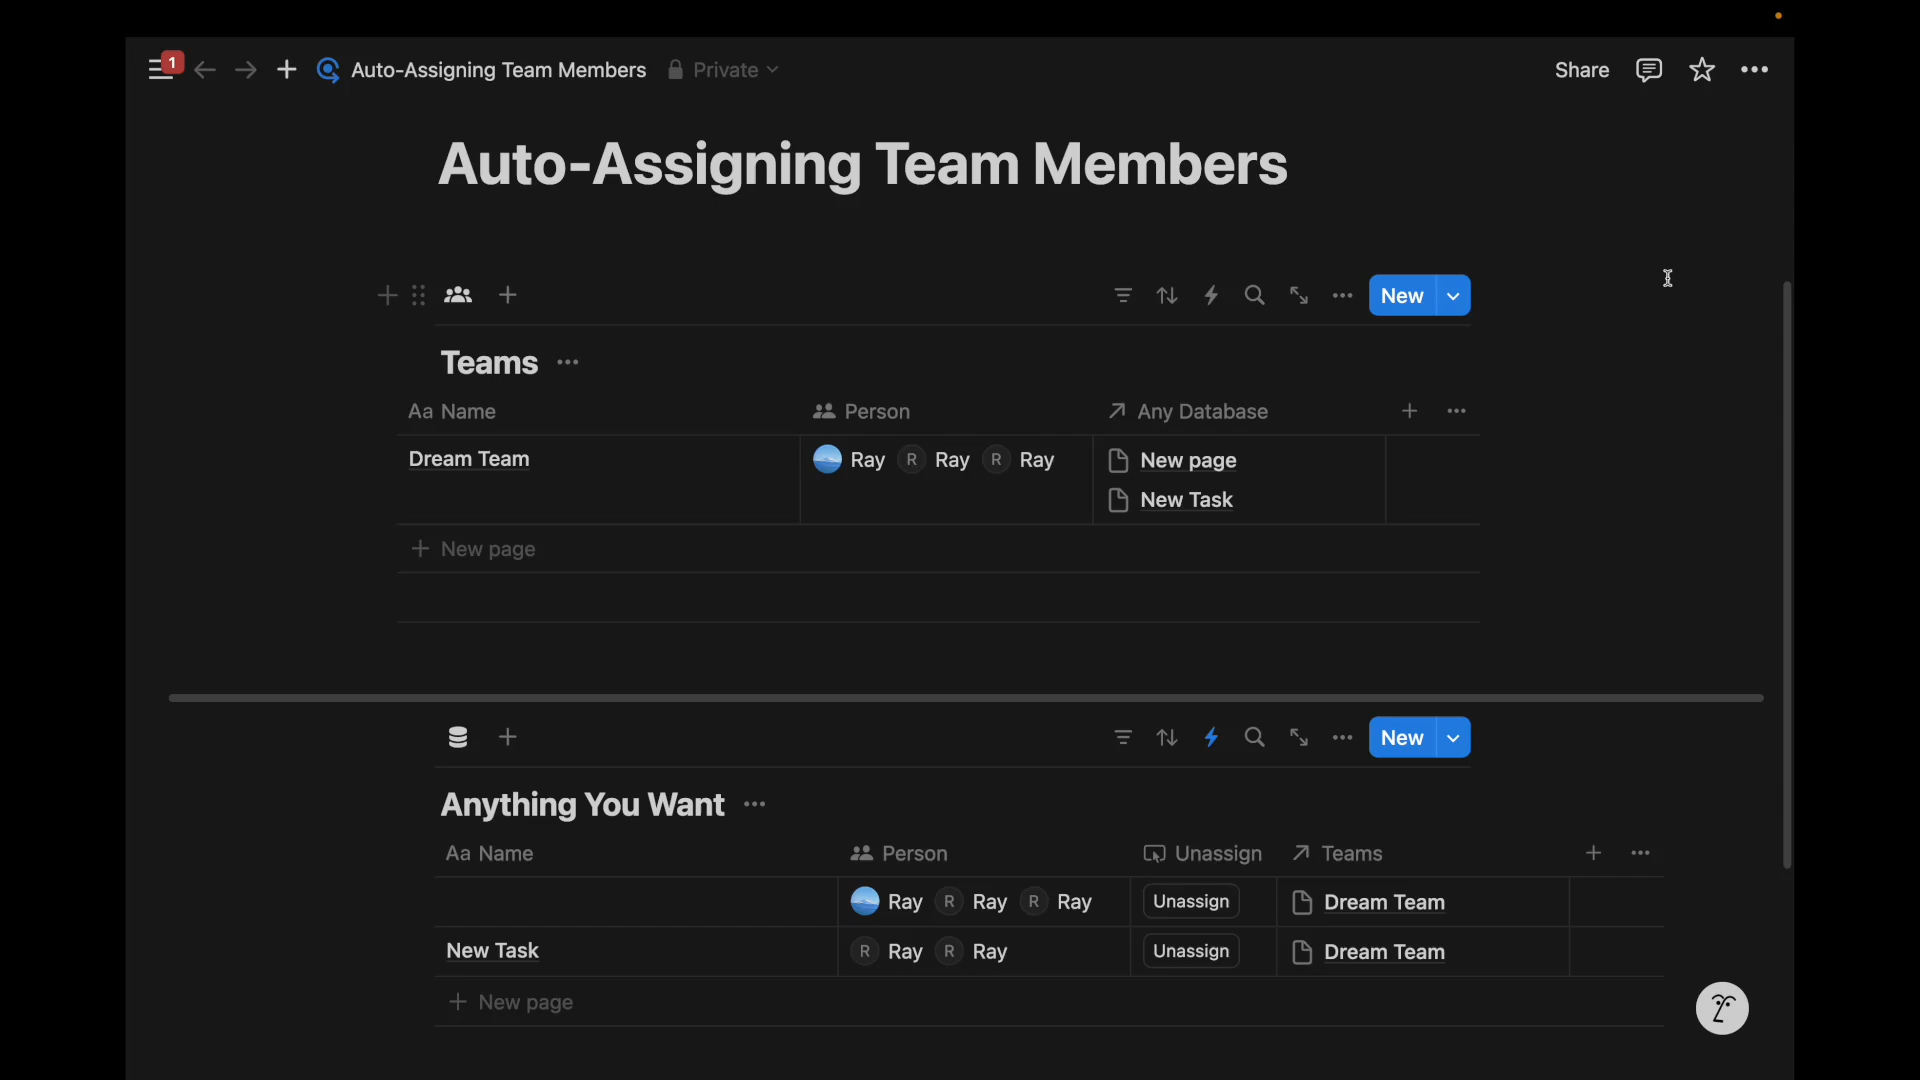 1
Auto-Assigning Team Members Private Share
Auto-Assigning Team Members
New
Teams
Aa Name Person Any Database
Dream Team R Ray R Ray Ray New page
New Task
New page
New
Anything You Want
Aa Name Person Unassign Teams
Ray R Ray R Ray Unassign Dream Team
New Task R Ray R Ray Unassign Dream Team
New page